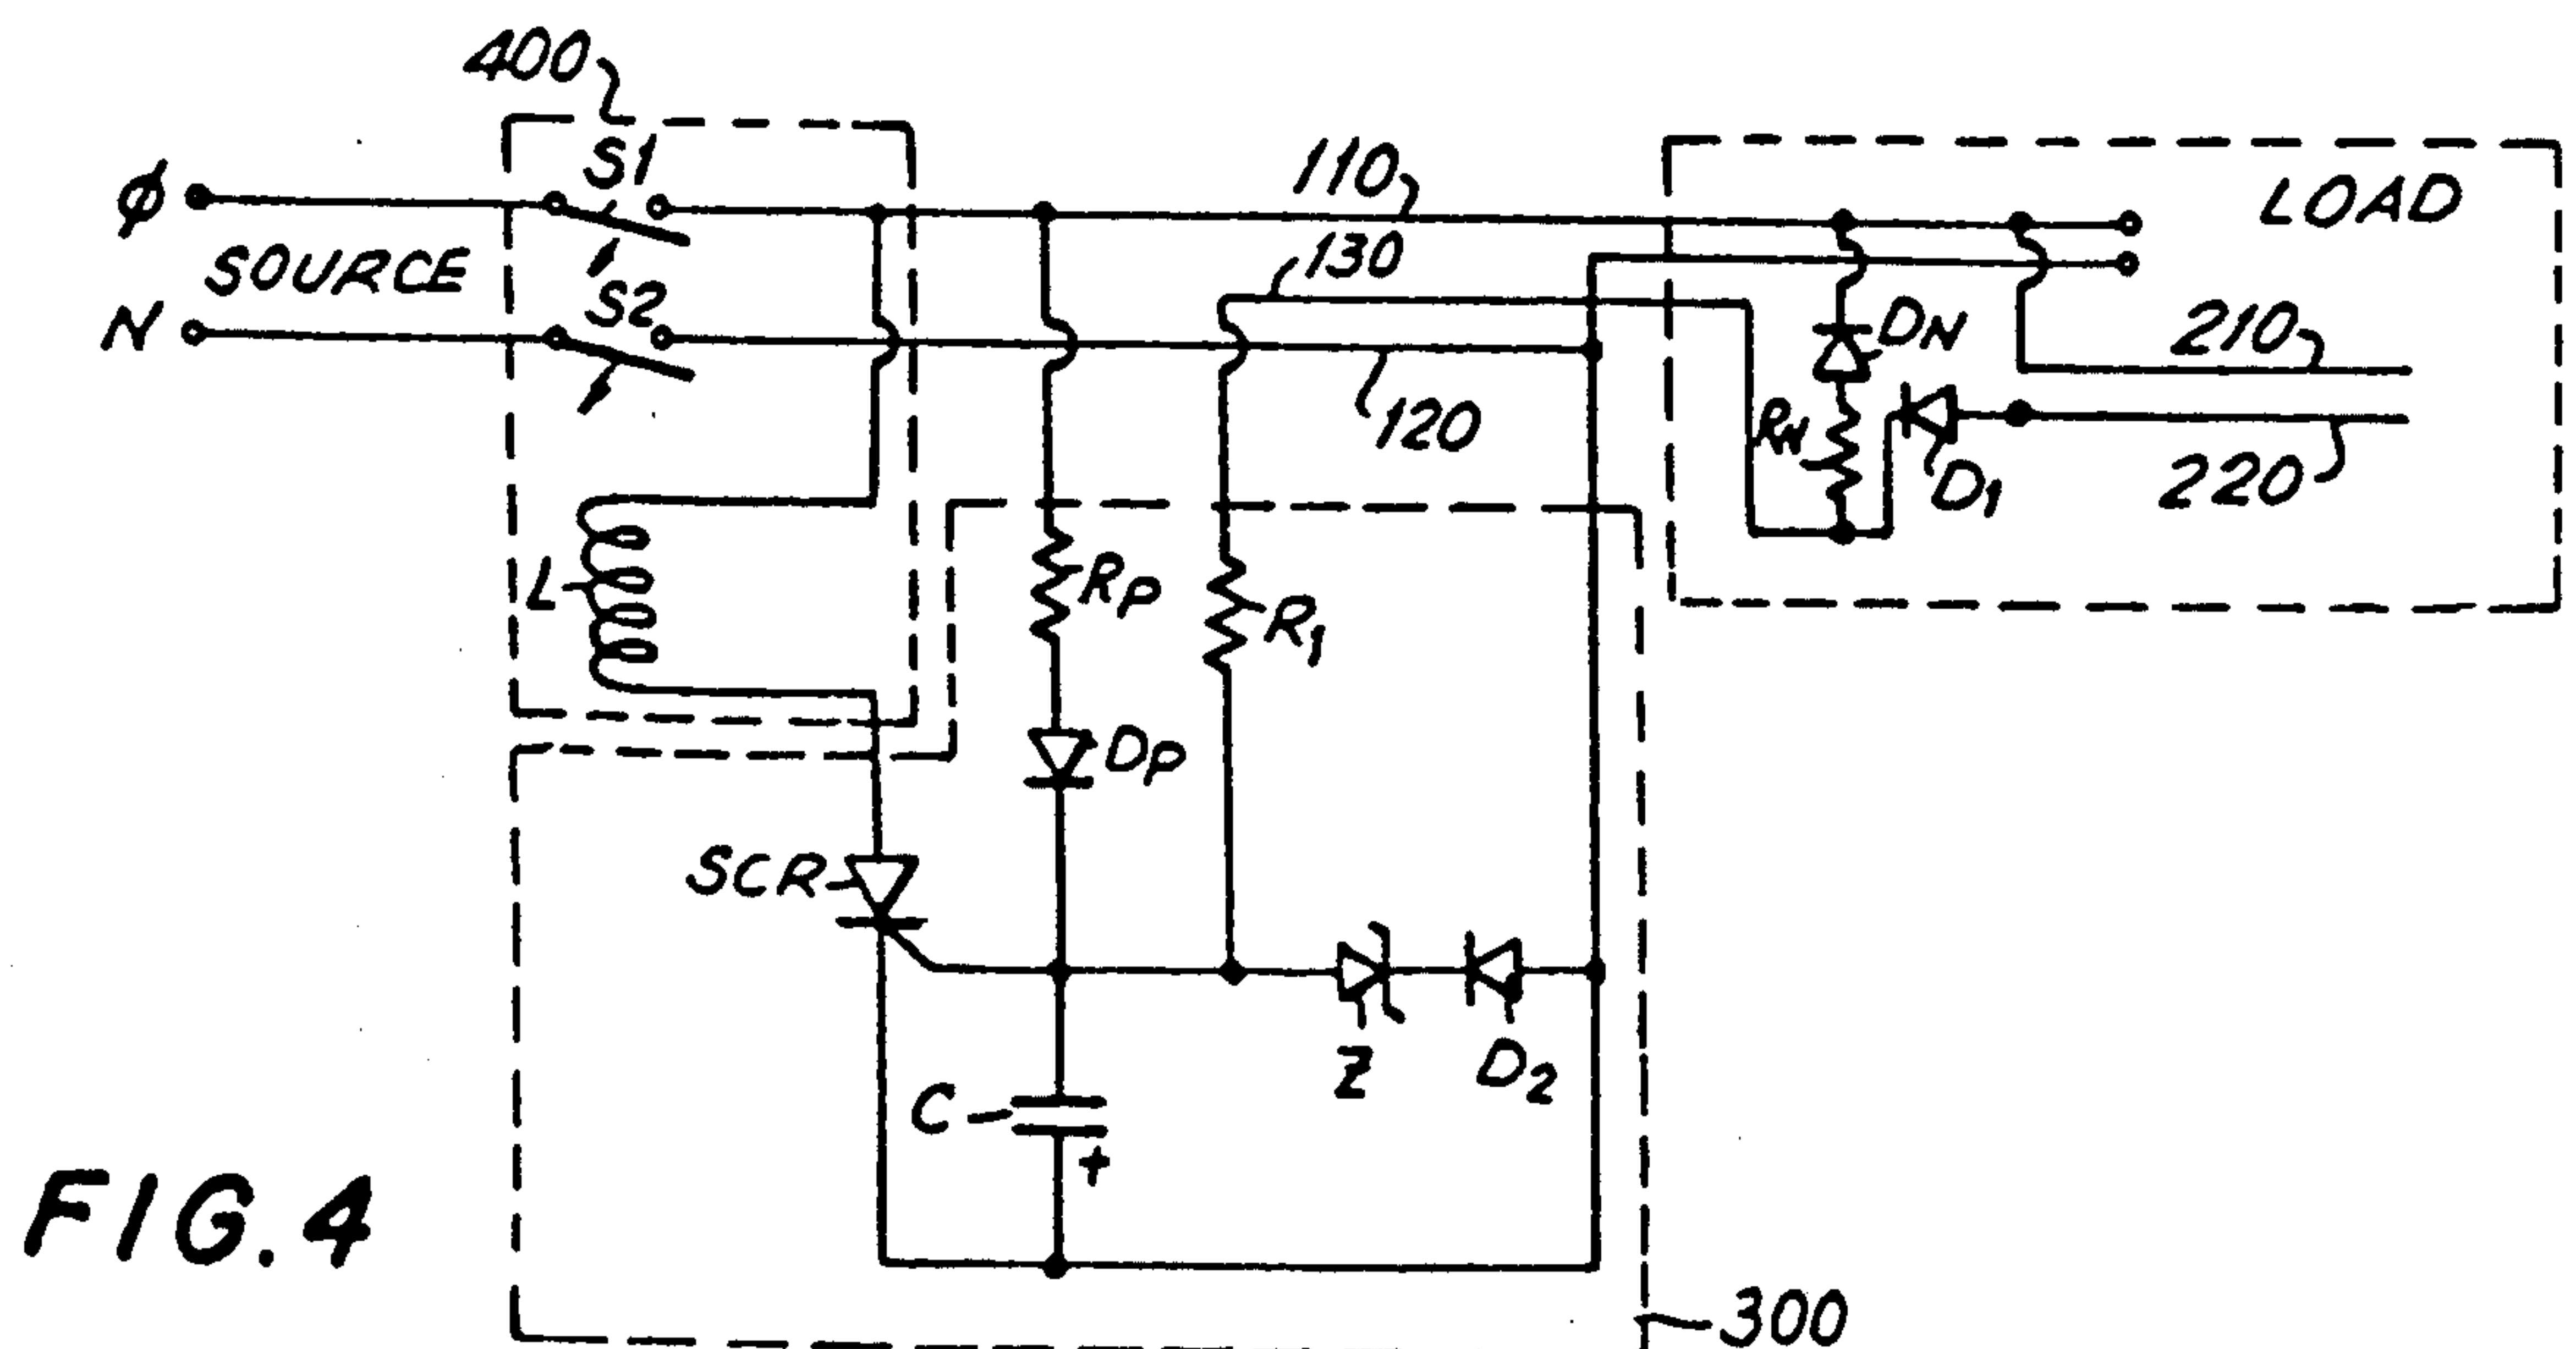 400
S1
110
LOAD
φ
SOURCE
130
S2
N
DN
210
120
RN
D1
220
L
RP
R1
DP
SCR
Z
D2
C
+
FIG.4
300